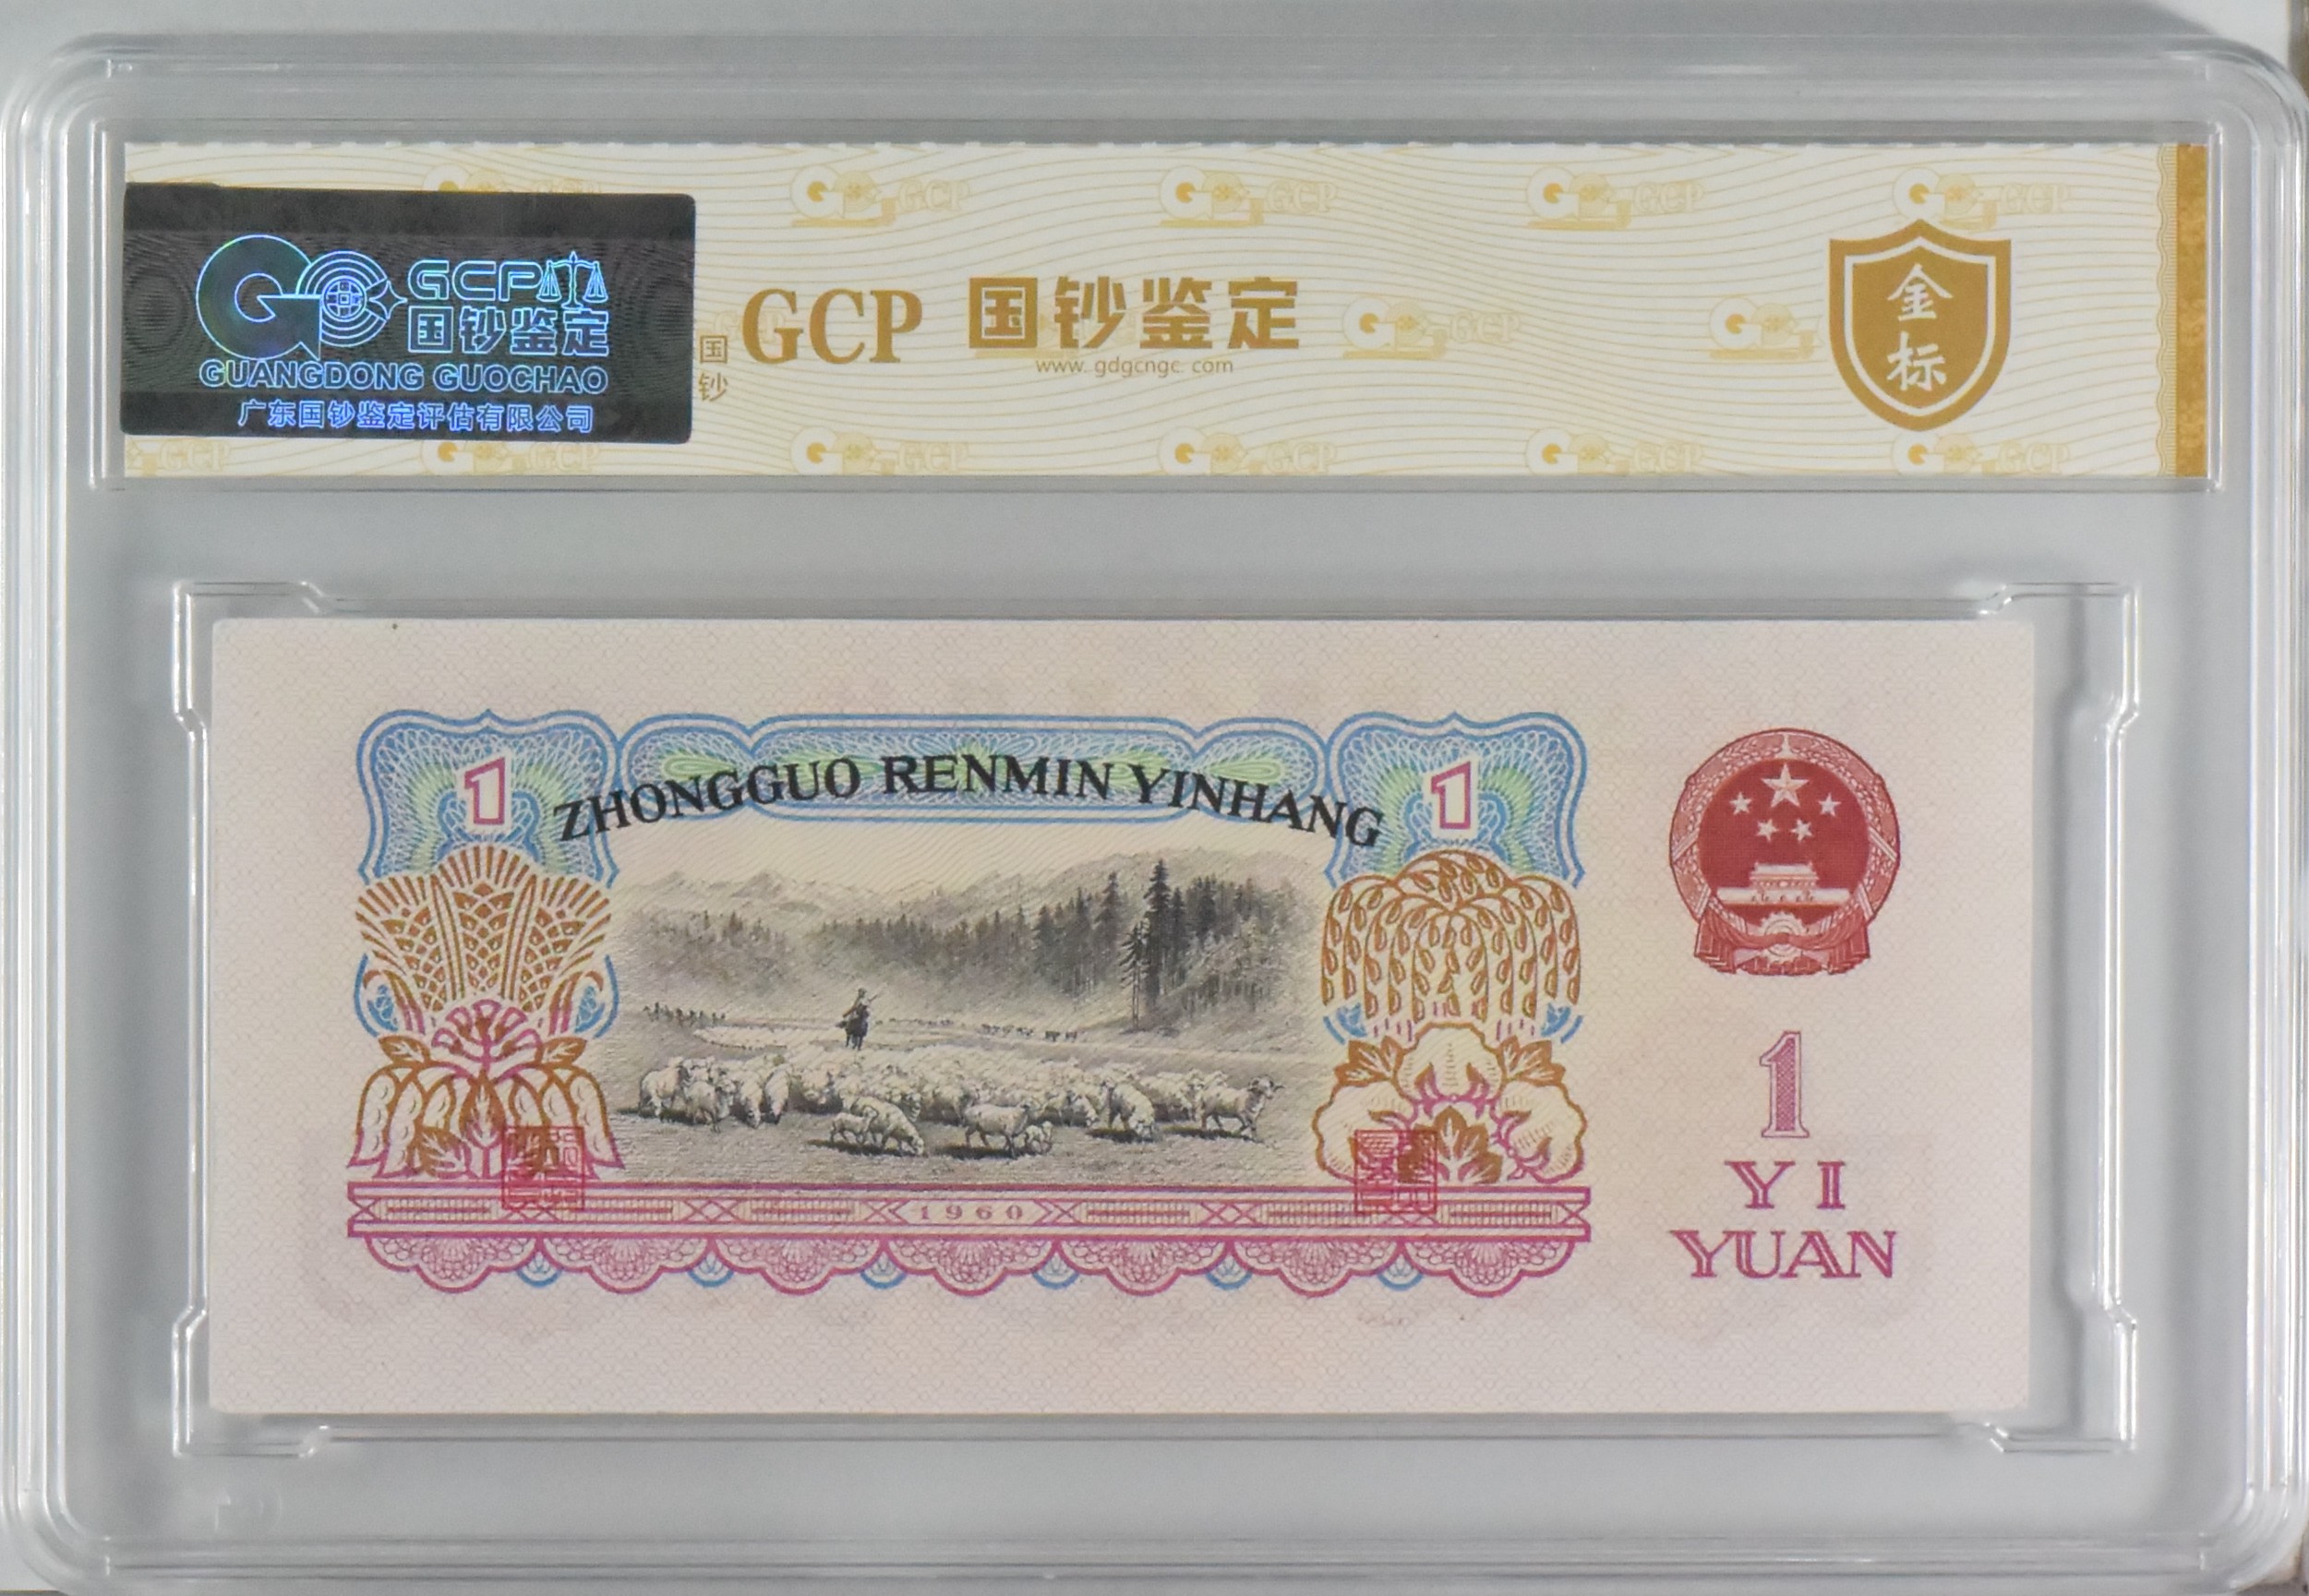 GCP
国钞鉴定
GUANGDONG GUOCHAO
广东国钞鉴定评估有限公司
国
钞
GCP 国钞鉴定
www. gdgcngc. com
金
标
1 ZHONGGUO RENMIN YINHANG 1
1960
1
YI
YUAN